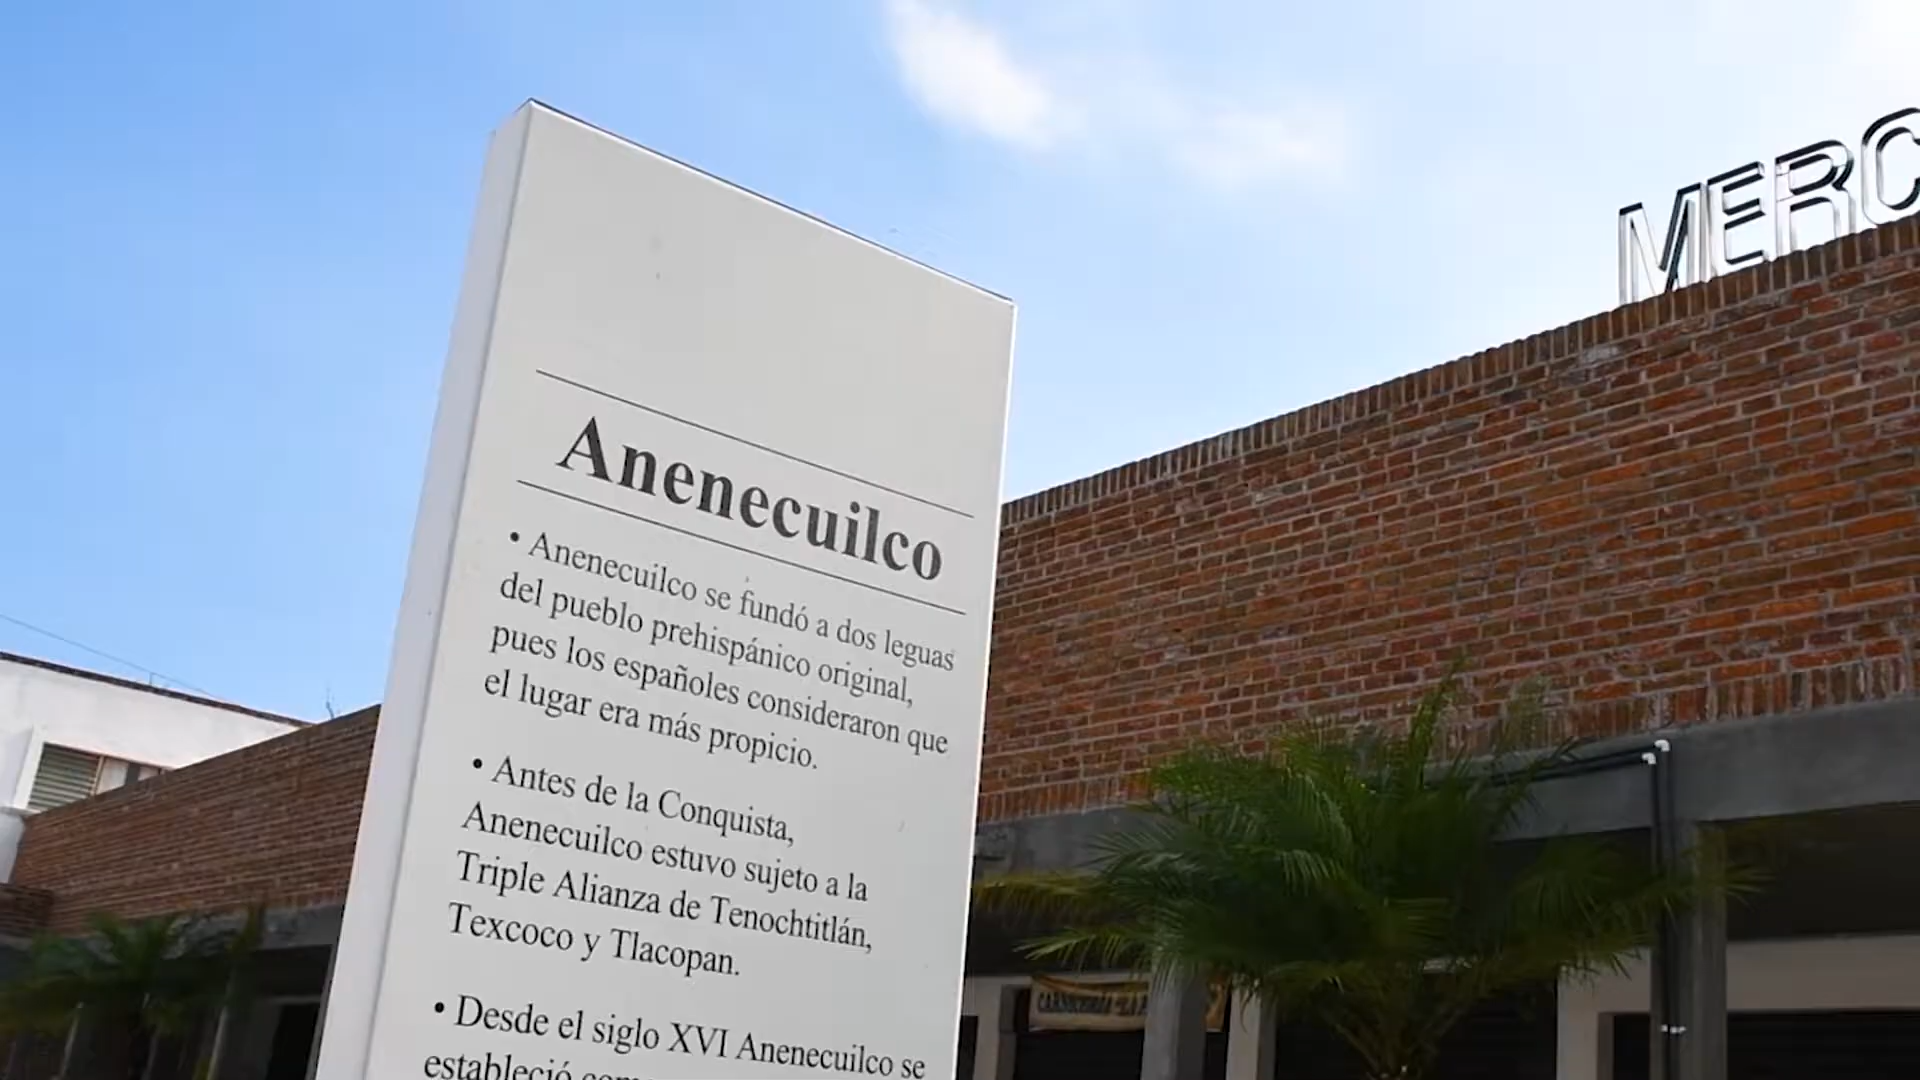 MERC
Anenecuilco
• Anenecuilco se fundó a dos leguas
del pueblo prehispánico original,
pues los españoles consideraron que
el lugar era más propicio.
• Antes de la Conquista,
Anenecuilco estuvo sujeto a la
Triple Alianza de Tenochtitlán,
Texcoco y Tlacopan.
• Desde el siglo XVI Anenecuilco se
estableció